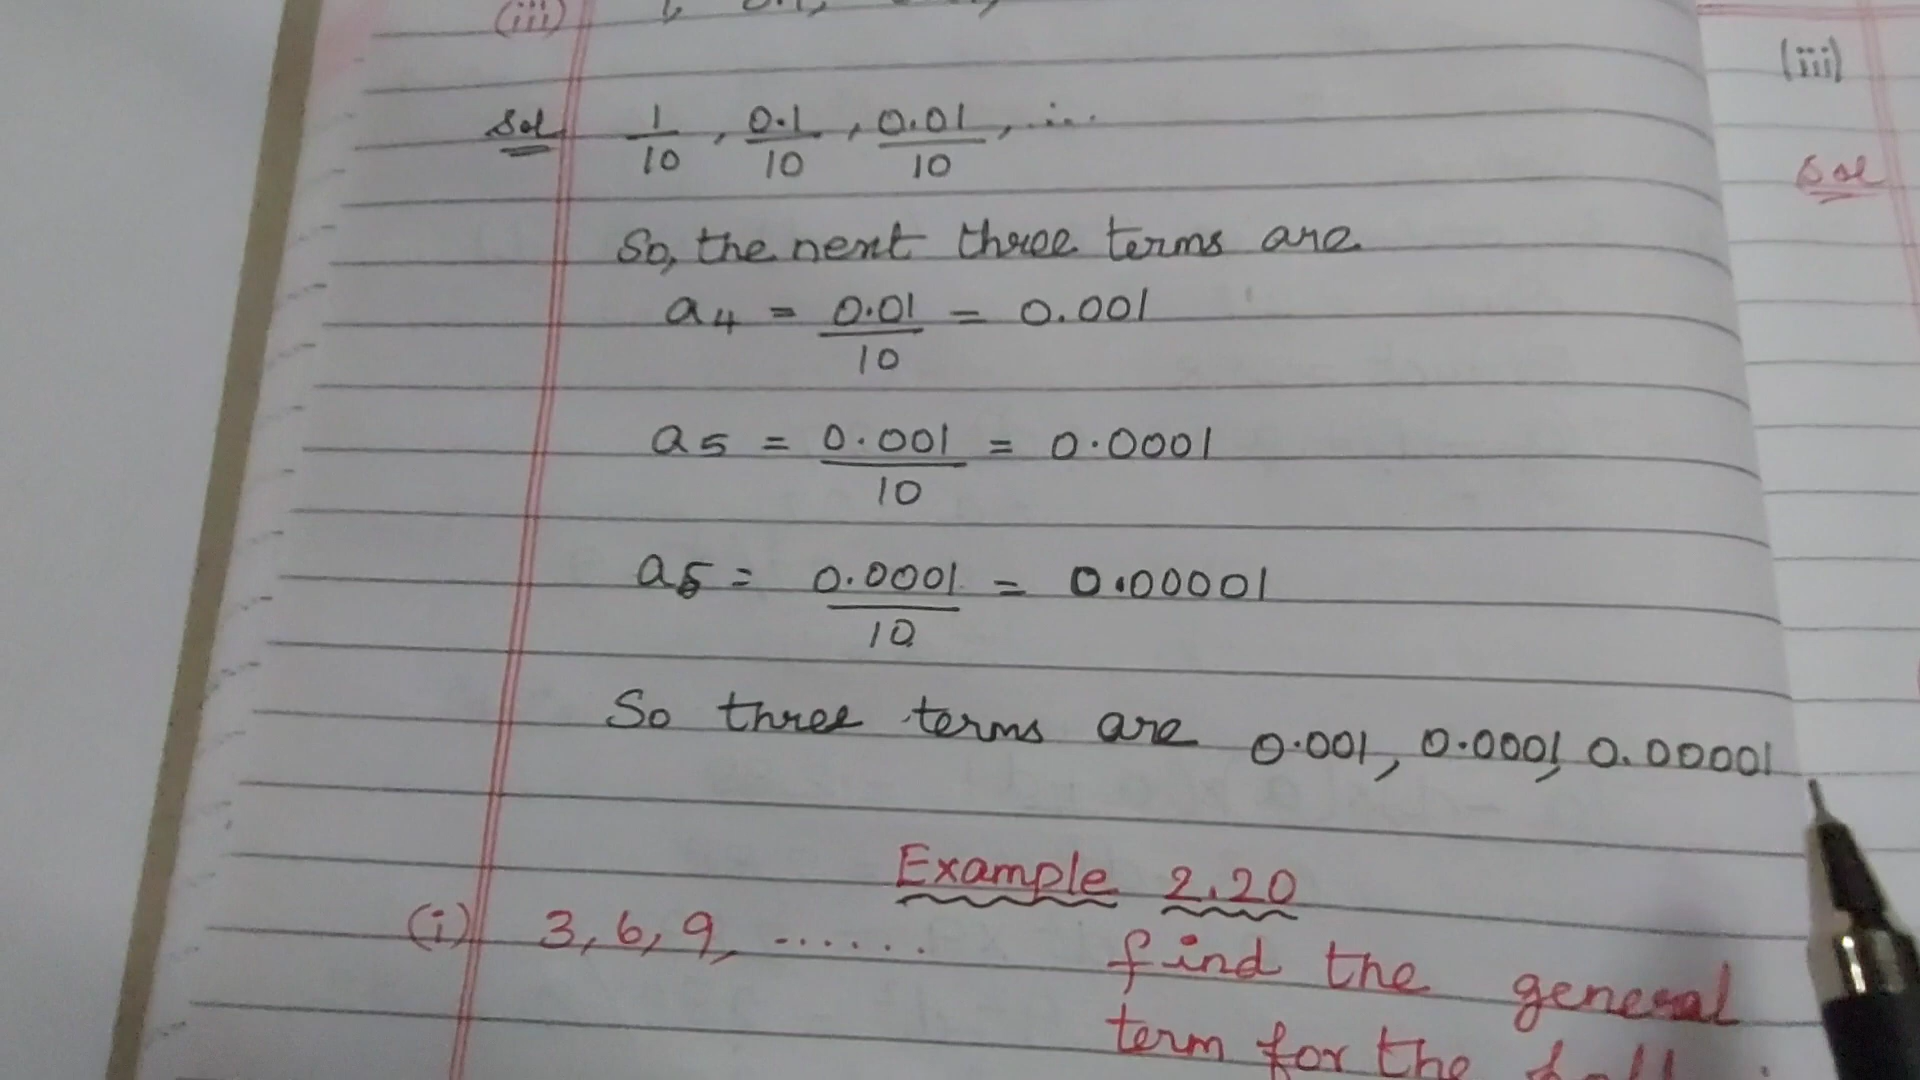 (iii)
Sol 1/10, 0.1/10, 0.01/10, ....
So, the next three terms are
a4 = 0.01/10 = 0.001
a5 = 0.001/10 = 0.0001
a6 = 0.0001/10 = 0.00001
So three terms are 0.001, 0.0001, 0.00001
Example 2.20
(i) 3, 6, 9, ......
find the general
term for the
(iii)
Sol